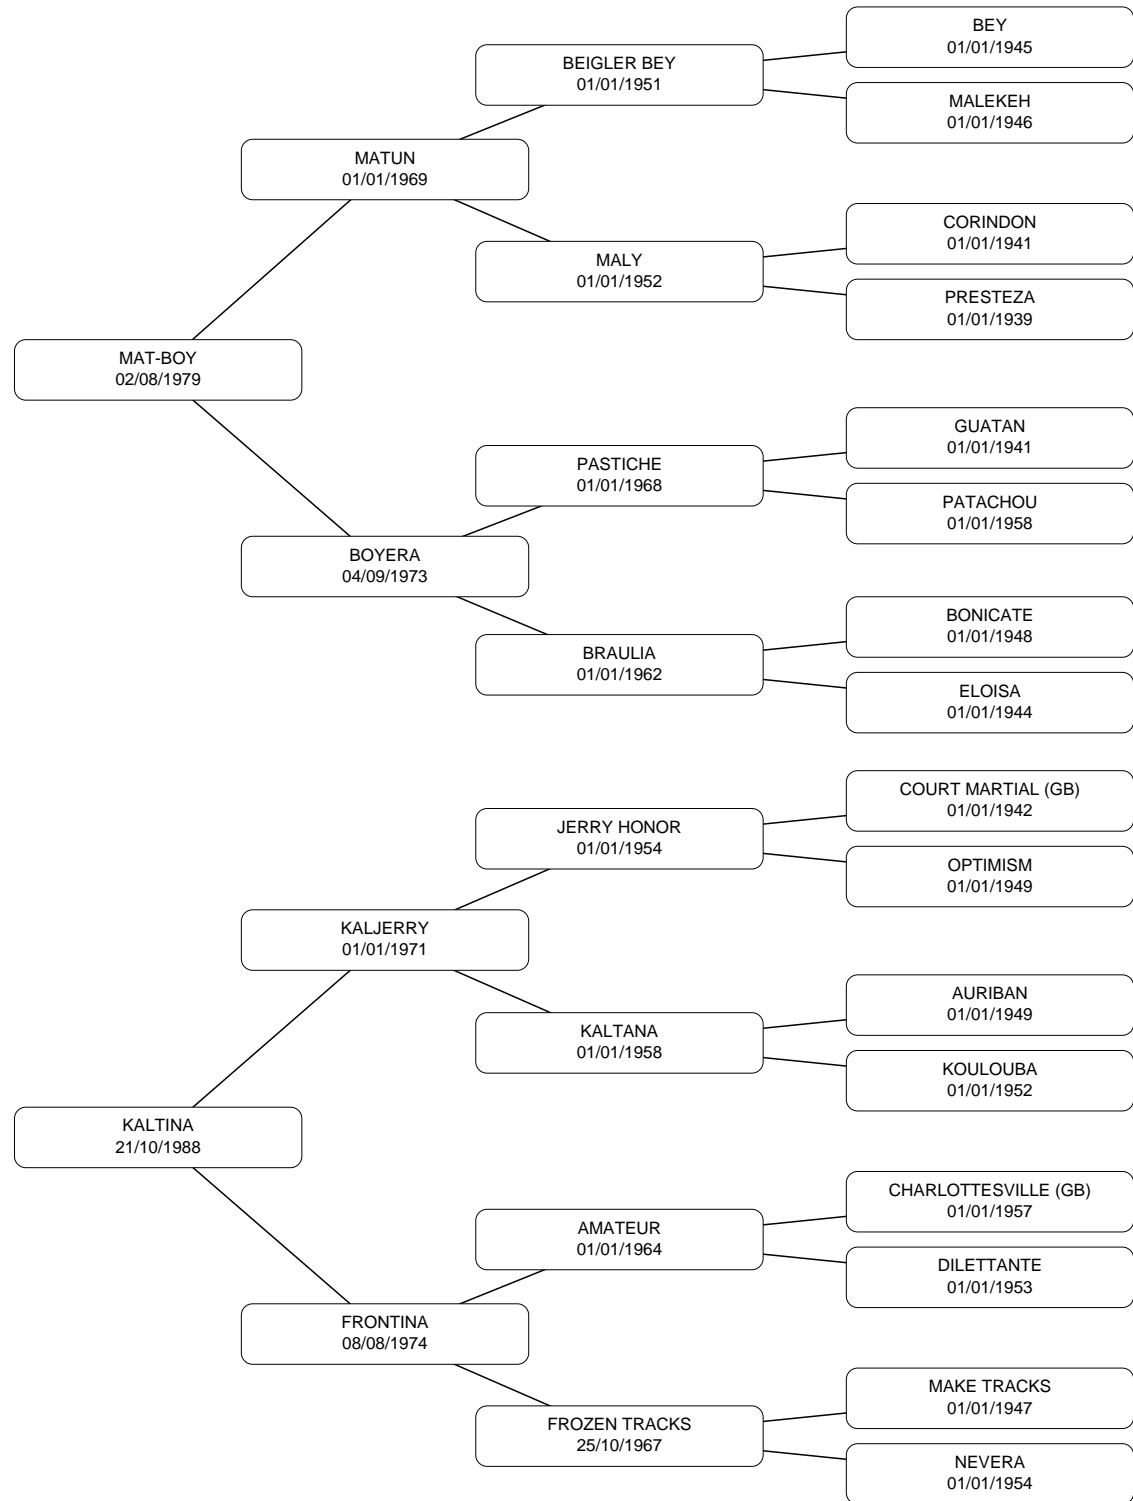 BEY
01/01/1945
BEIGLER BEY
01/01/1951
MALEKEH
01/01/1946
MATUN
01/01/1969
CORINDON
01/01/1941
MALY
01/01/1952
PRESTEZA
01/01/1939
MAT-BOY
02/08/1979
GUATAN
01/01/1941
PASTICHE
01/01/1968
PATACHOU
01/01/1958
BOYERA
04/09/1973
BONICATE
01/01/1948
BRAULIA
01/01/1962
ELOISA
01/01/1944
COURT MARTIAL (GB)
01/01/1942
JERRY HONOR
01/01/1954
OPTIMISM
01/01/1949
KALJERRY
01/01/1971
AURIBAN
01/01/1949
KALTANA
01/01/1958
KOULOUBA
01/01/1952
KALTINA
21/10/1988
CHARLOTTESVILLE (GB)
01/01/1957
AMATEUR
01/01/1964
DILETTANTE
01/01/1953
FRONTINA
08/08/1974
MAKE TRACKS
01/01/1947
FROZEN TRACKS
25/10/1967
NEVERA
01/01/1954